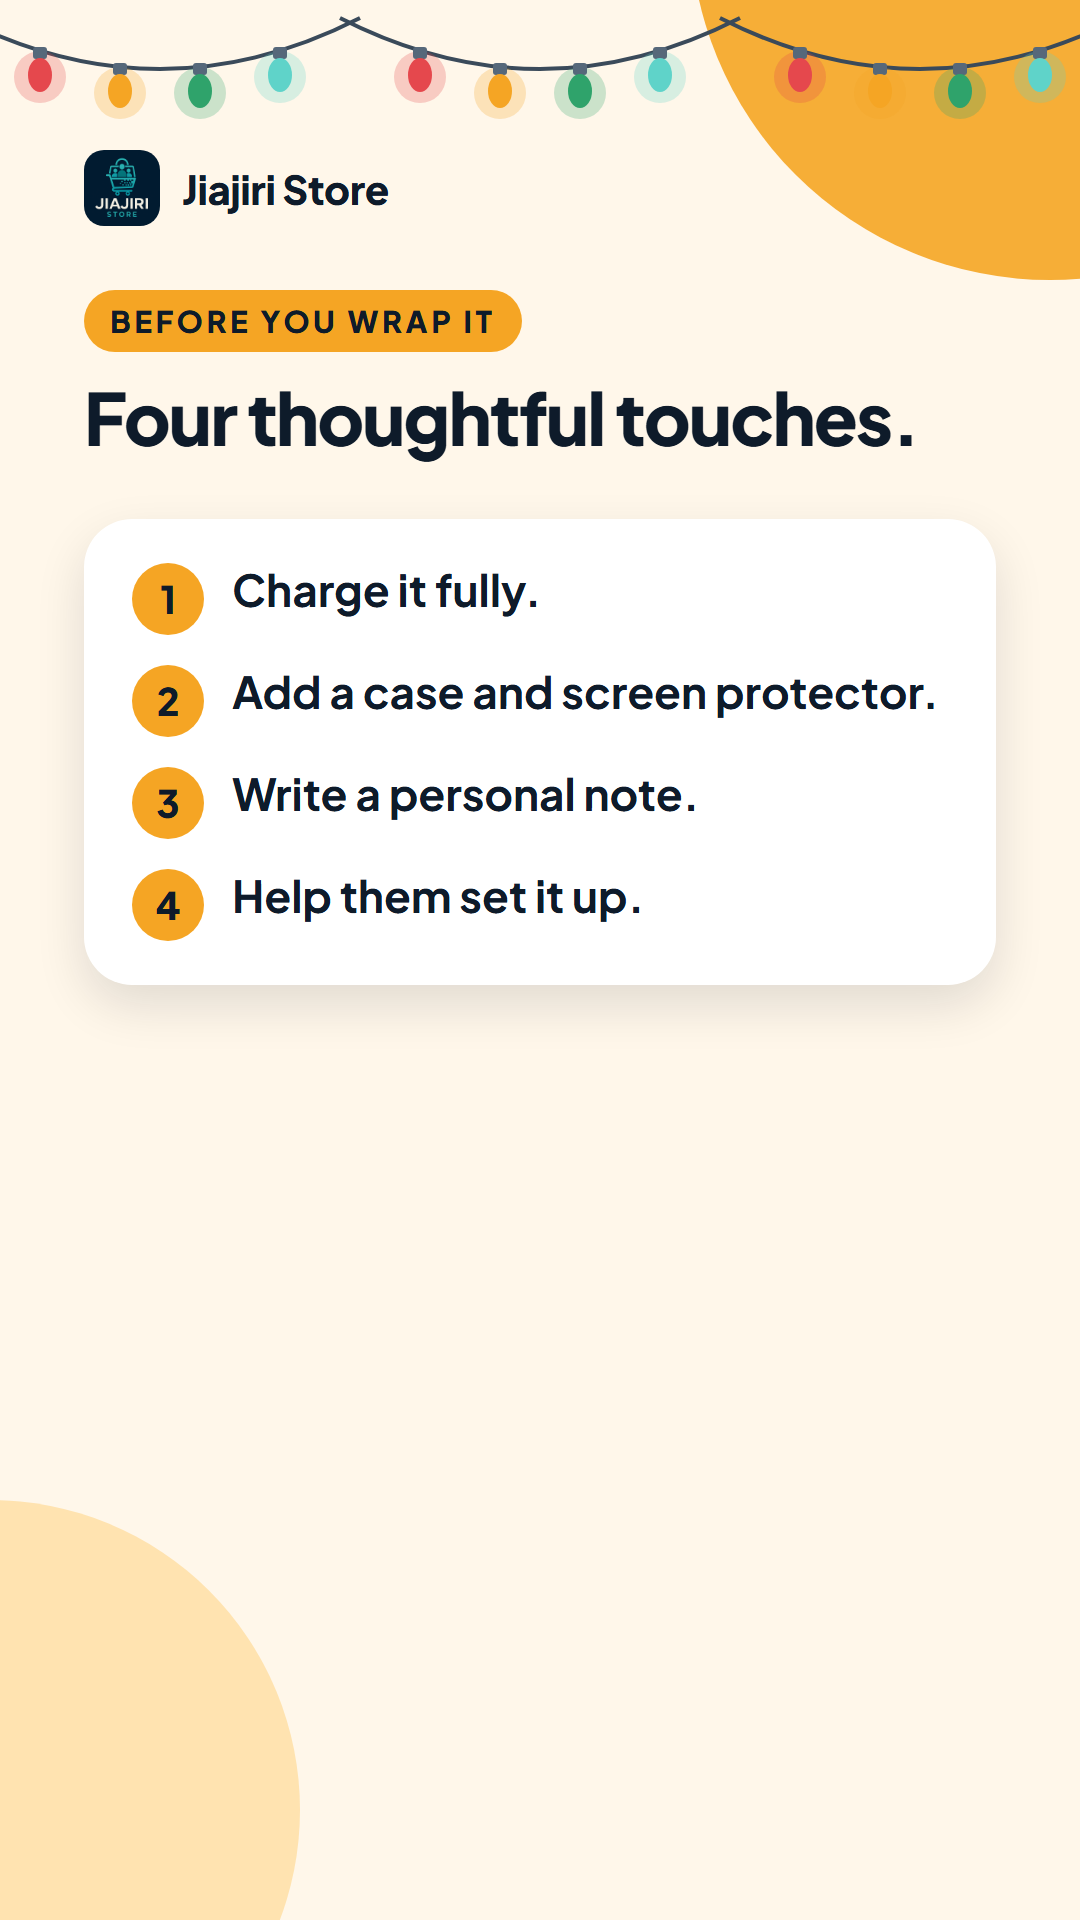 JIAJIRI
STORE
Jiajiri Store
BEFORE YOU WRAP IT
Four thoughtful touches.
1 Charge it fully.
2 Add a case and screen protector.
3 Write a personal note.
4 Help them set it up.